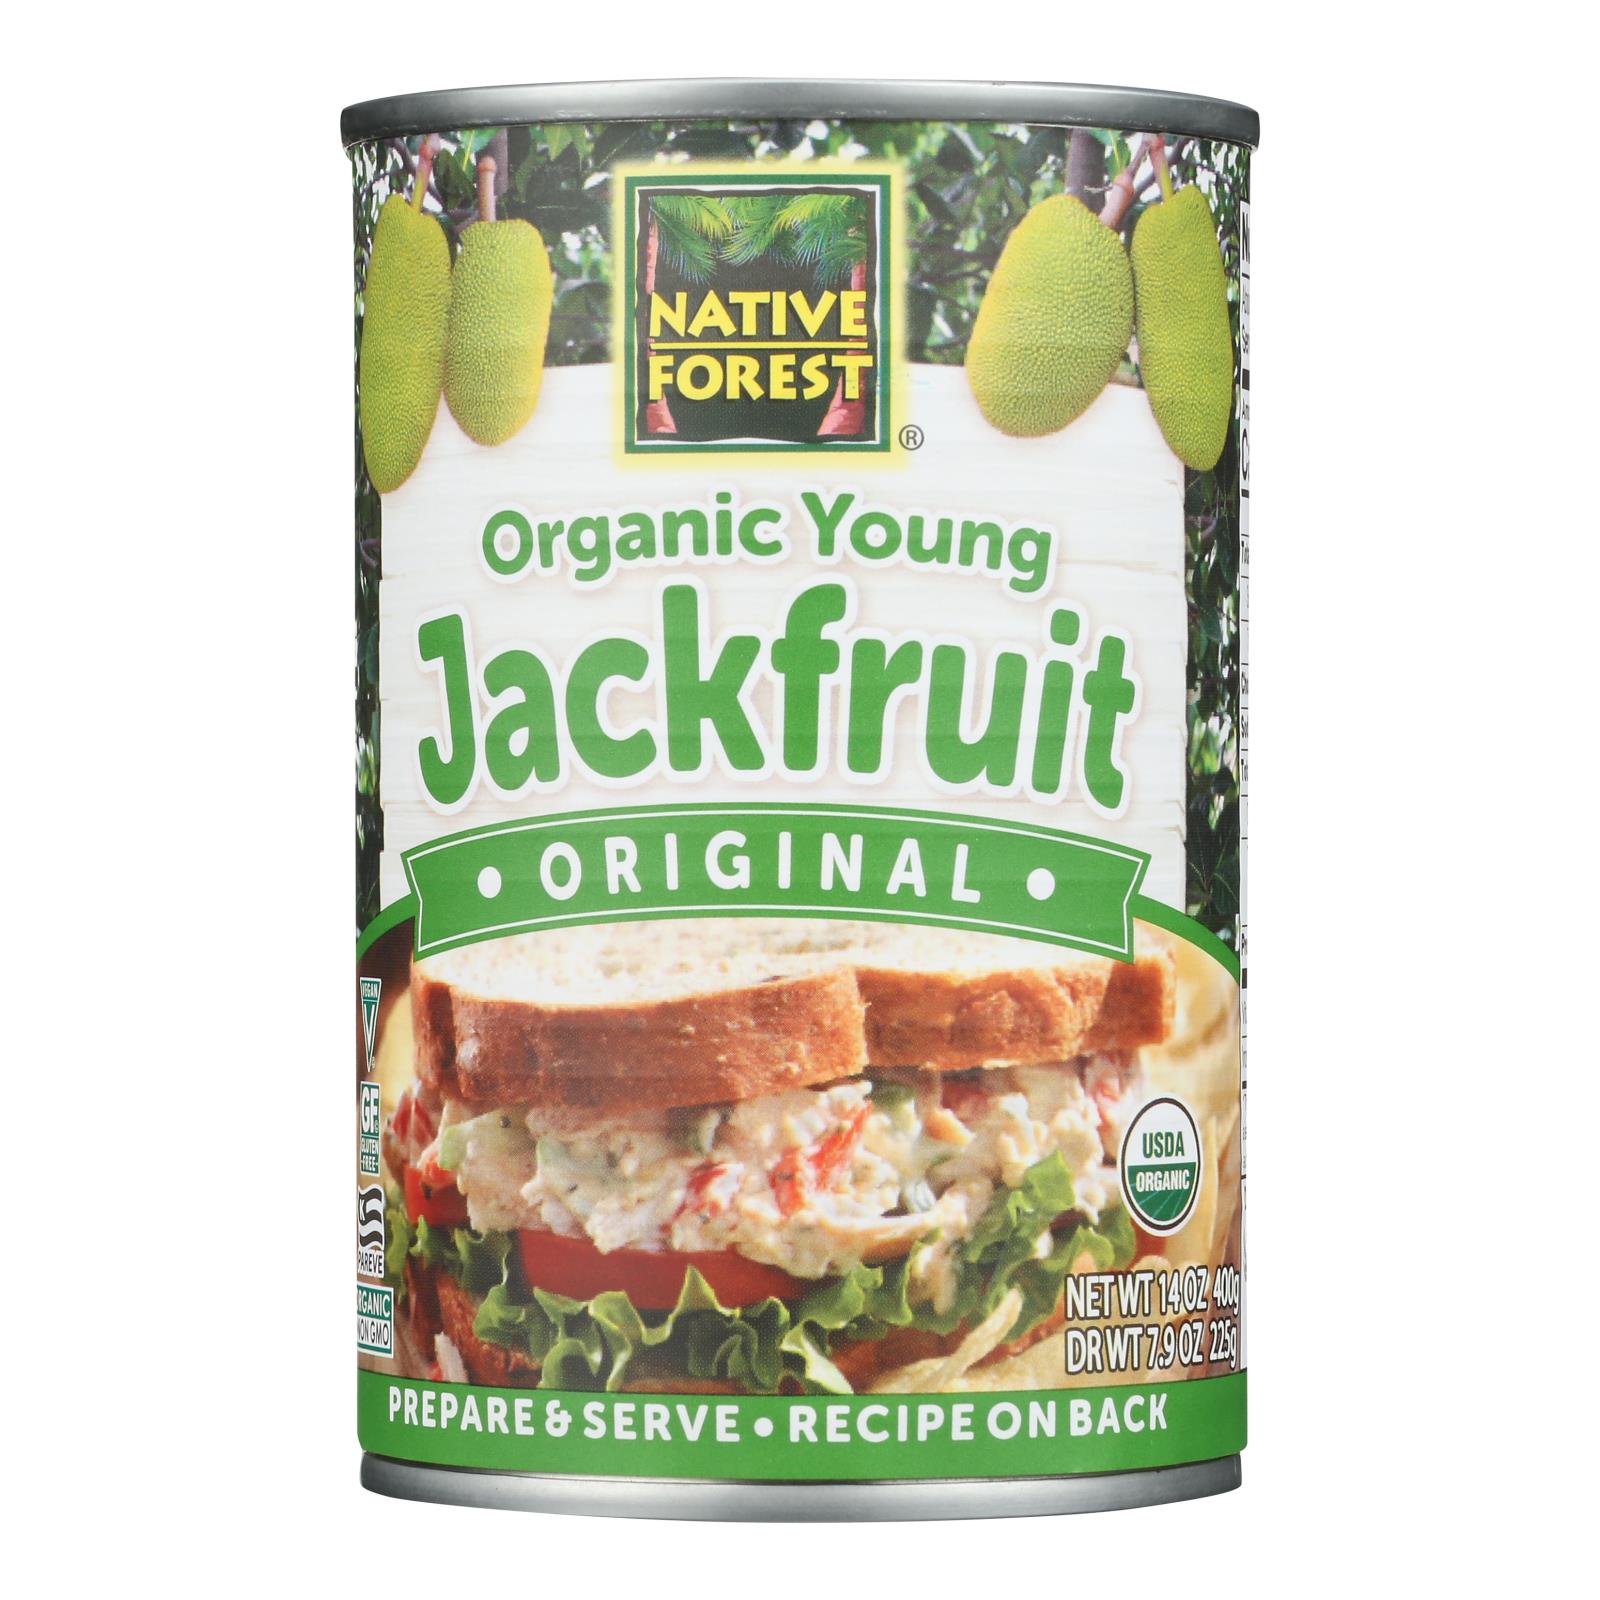 NATIVE
FOREST
®
Organic Young
Jackfruit
• ORIGINAL •
VEGAN
V
GF
GLUTEN
-FREE-
K
PAREVE
ORGANIC
NON GMO
USDA
ORGANIC
NET WT 14 OZ 400g
DR WT 7.9 OZ 225g
PREPARE & SERVE • RECIPE ON BACK